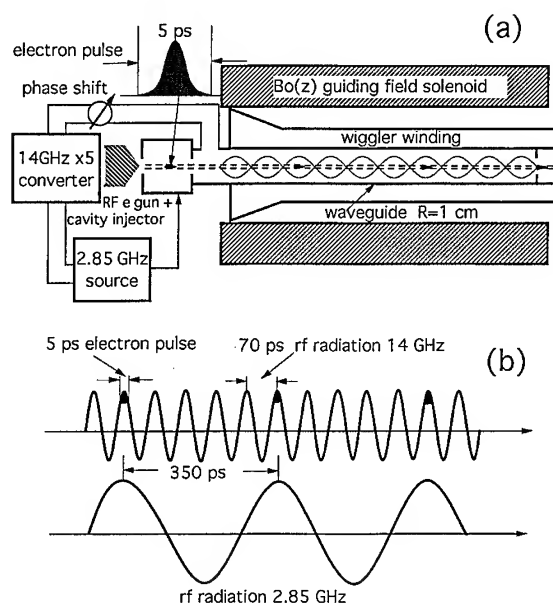 5 ps
(a)
electron pulse
phase shift
Bo(z) guiding field solenoid
wiggler winding
14GHz x5
converter
RF e gun +
cavity injector
waveguide R=1 cm
2.85 GHz
source
5 ps electron pulse
70 ps rf radiation 14 GHz
(b)
350 ps
rf radiation 2.85 GHz